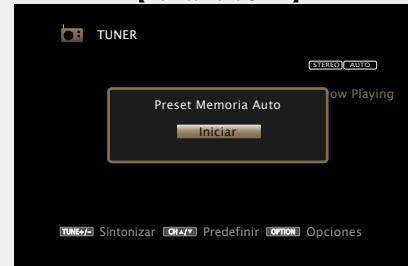 TUNER
STEREO AUTO
ow Playing
Preset Memoria Auto
Iniciar
TUNE+/- Sintonizar CH▲/▼ Predefinir OPTION Opciones